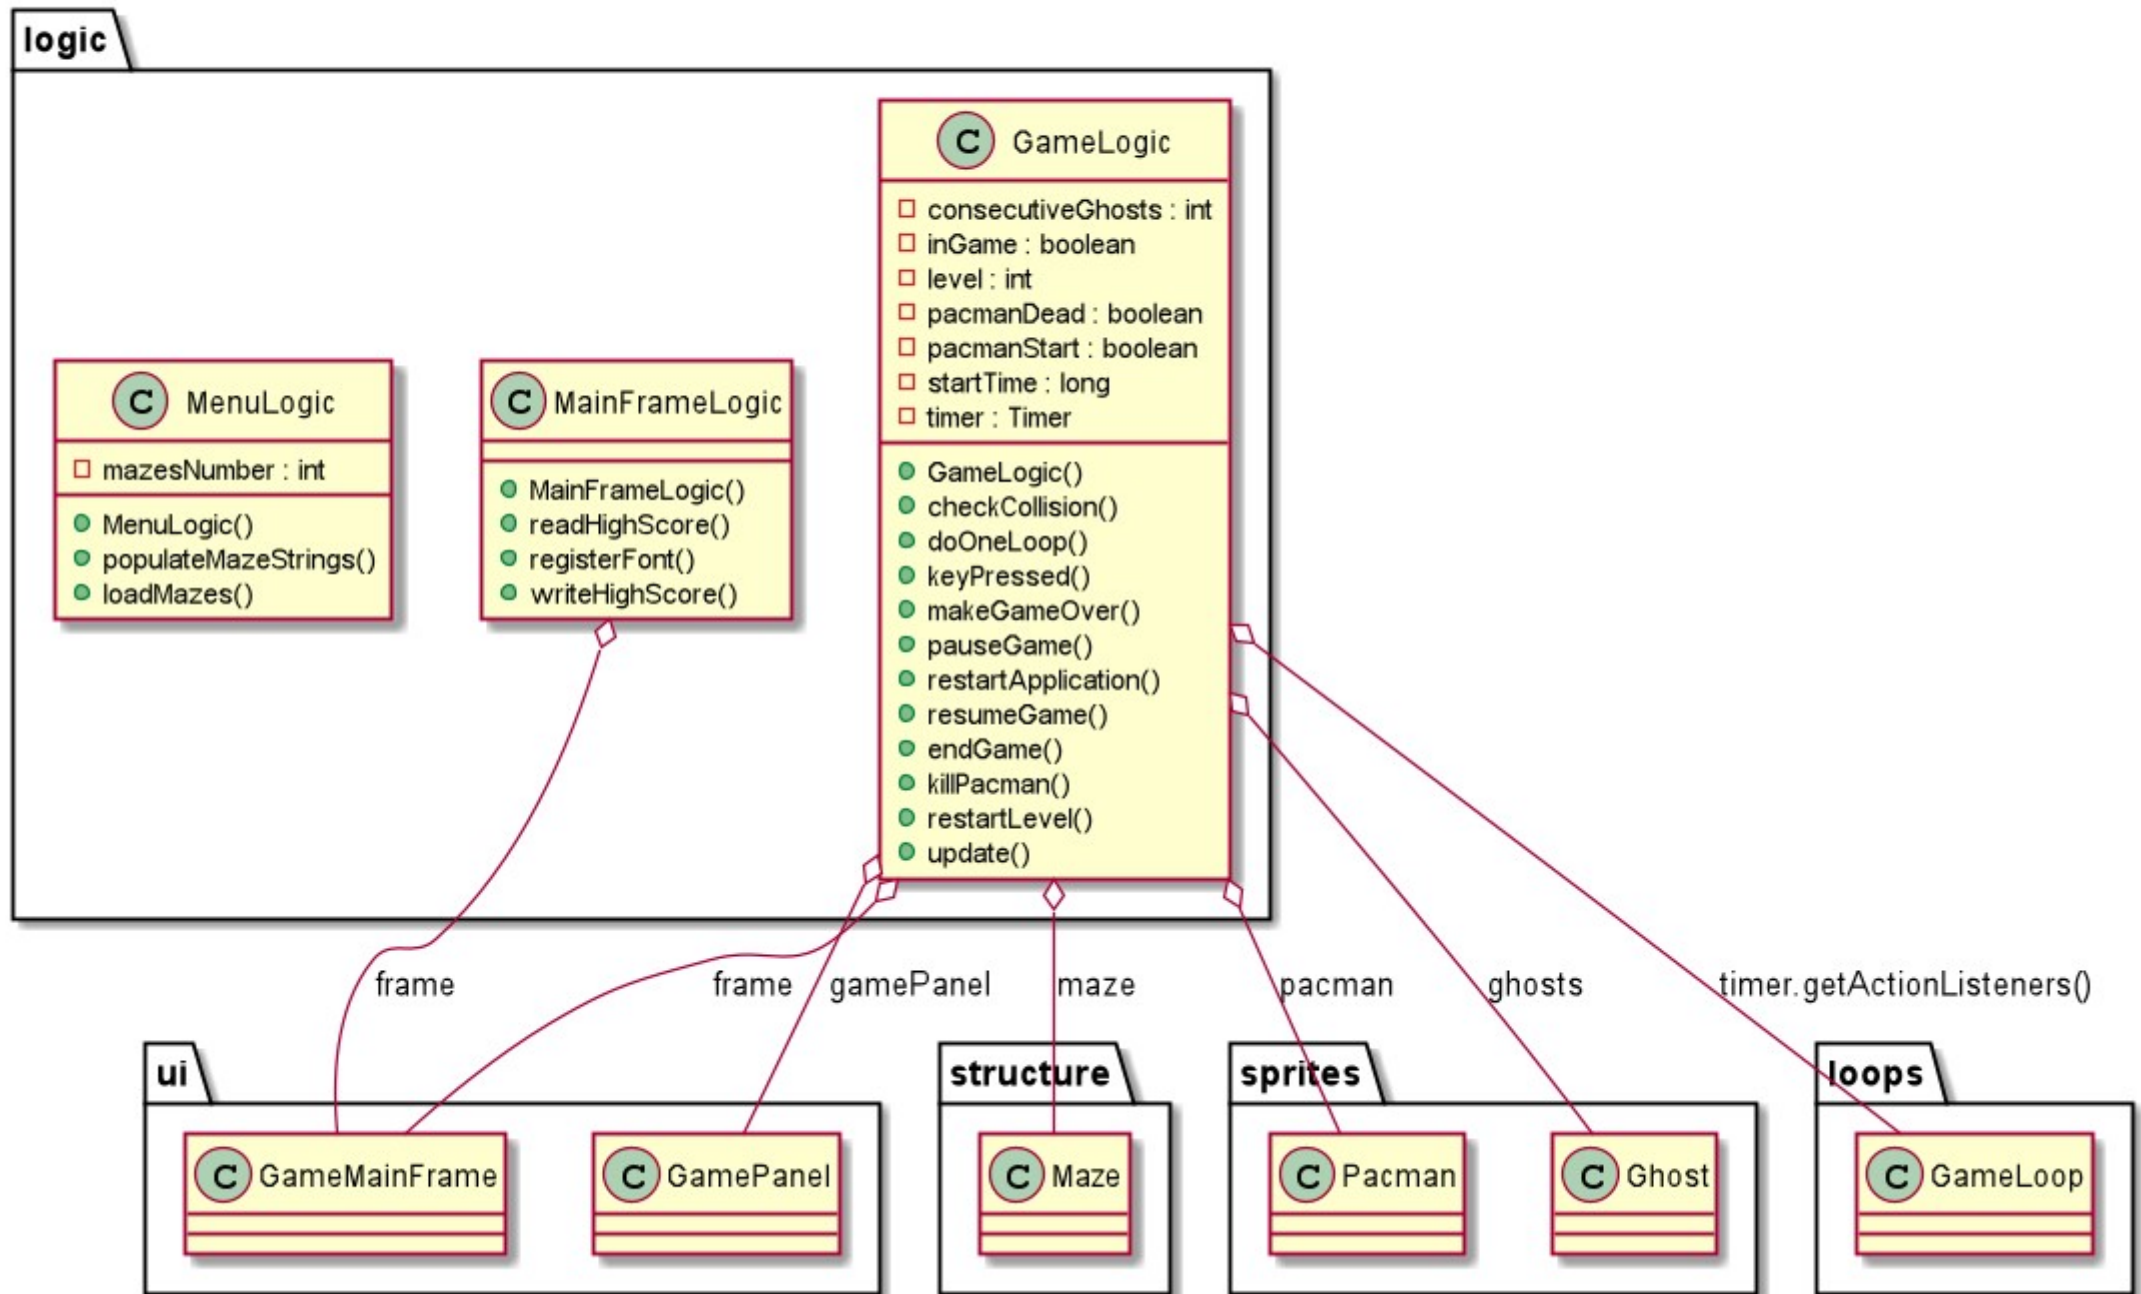 logic
C GameLogic
consecutiveGhosts : int
inGame : boolean
level : int
pacmanDead : boolean
pacmanStart : boolean
startTime : long
timer : Timer
GameLogic()
checkCollision()
doOneLoop()
keyPressed()
makeGameOver()
pauseGame()
restartApplication()
resumeGame()
endGame()
killPacman()
restartLevel()
update()
C MenuLogic
mazesNumber : int
MenuLogic()
populateMazeStrings()
loadMazes()
C MainFrameLogic
MainFrameLogic()
readHighScore()
registerFont()
writeHighScore()
frame
frame
gamePanel
maze
pacman
ghosts
timer.getActionListeners()
ui
C GameMainFrame
C GamePanel
structure
C Maze
sprites
C Pacman
C Ghost
loops
C GameLoop